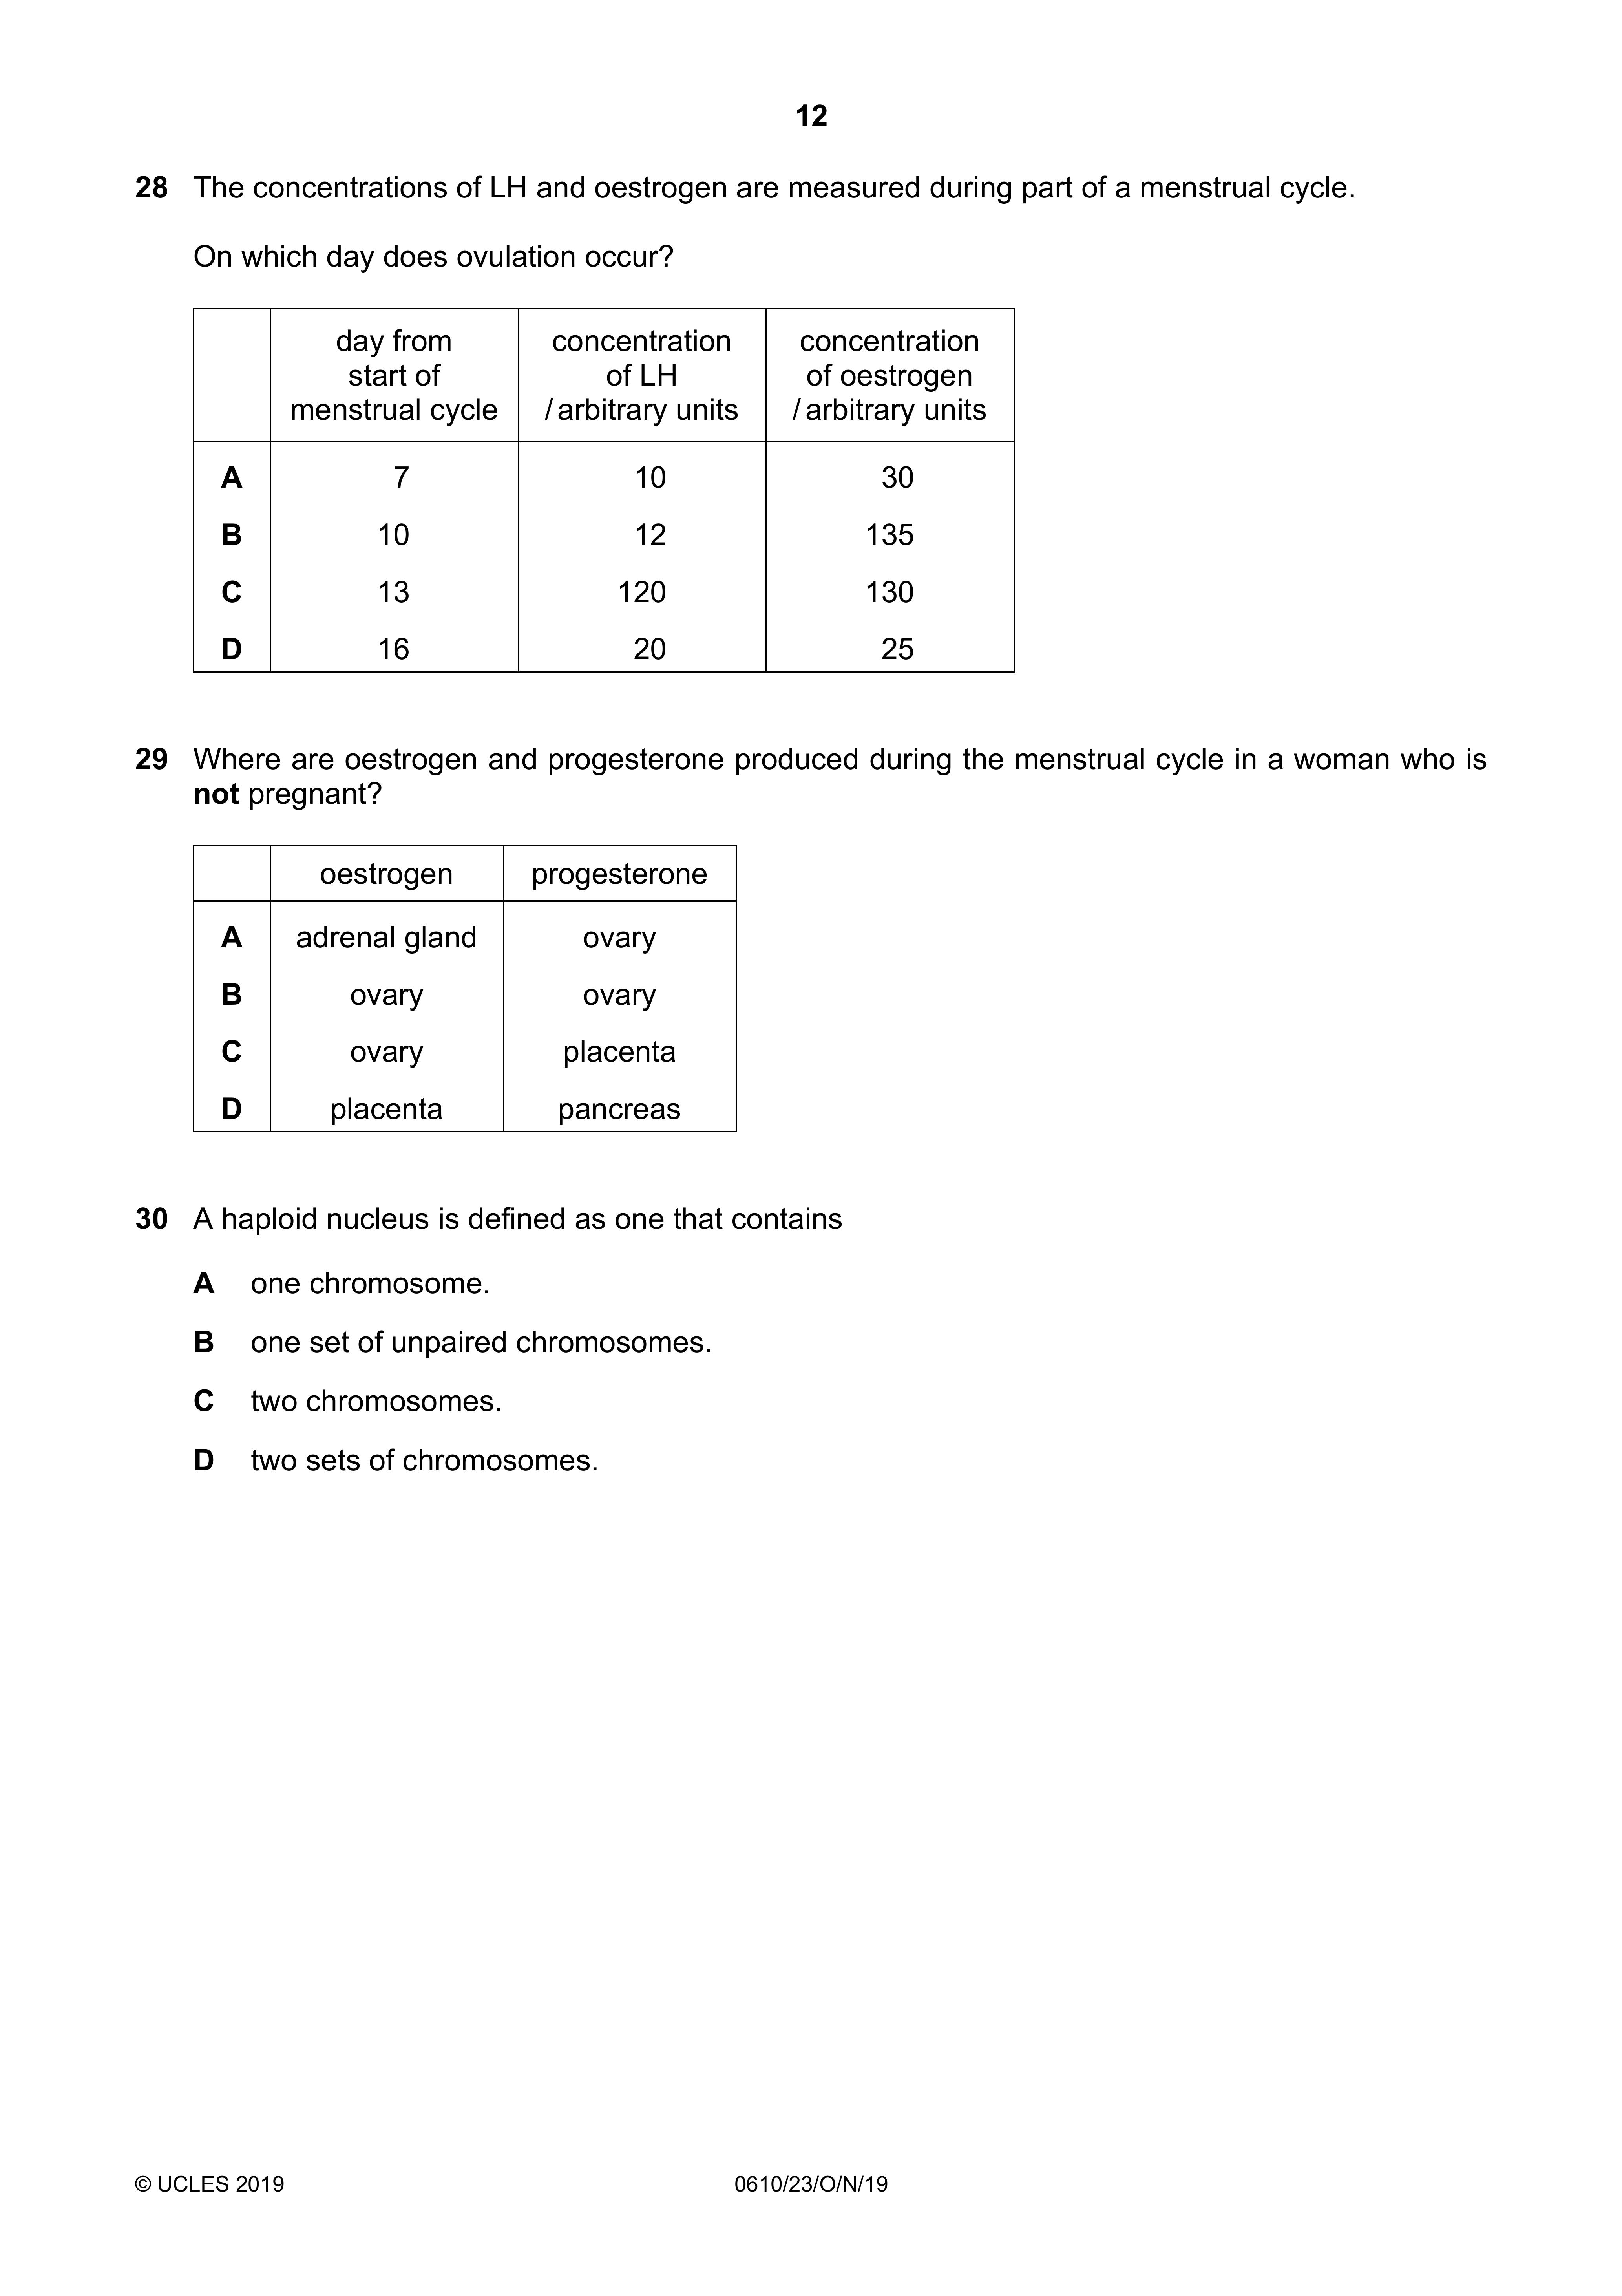 12
28 The concentrations of LH and oestrogen are measured during part of a menstrual cycle.
On which day does ovulation occur?
day from start of menstrual cycle | concentration of LH / arbitrary units | concentration of oestrogen / arbitrary units
A 7 10 30
B 10 12 135
C 13 120 130
D 16 20 25
29 Where are oestrogen and progesterone produced during the menstrual cycle in a woman who is
not pregnant?
oestrogen progesterone
A adrenal gland ovary
B ovary ovary
C ovary placenta
D placenta pancreas
30 A haploid nucleus is defined as one that contains
A one chromosome.
B one set of unpaired chromosomes.
C two chromosomes.
D two sets of chromosomes.
© UCLES 2019 0610/23/O/N/19